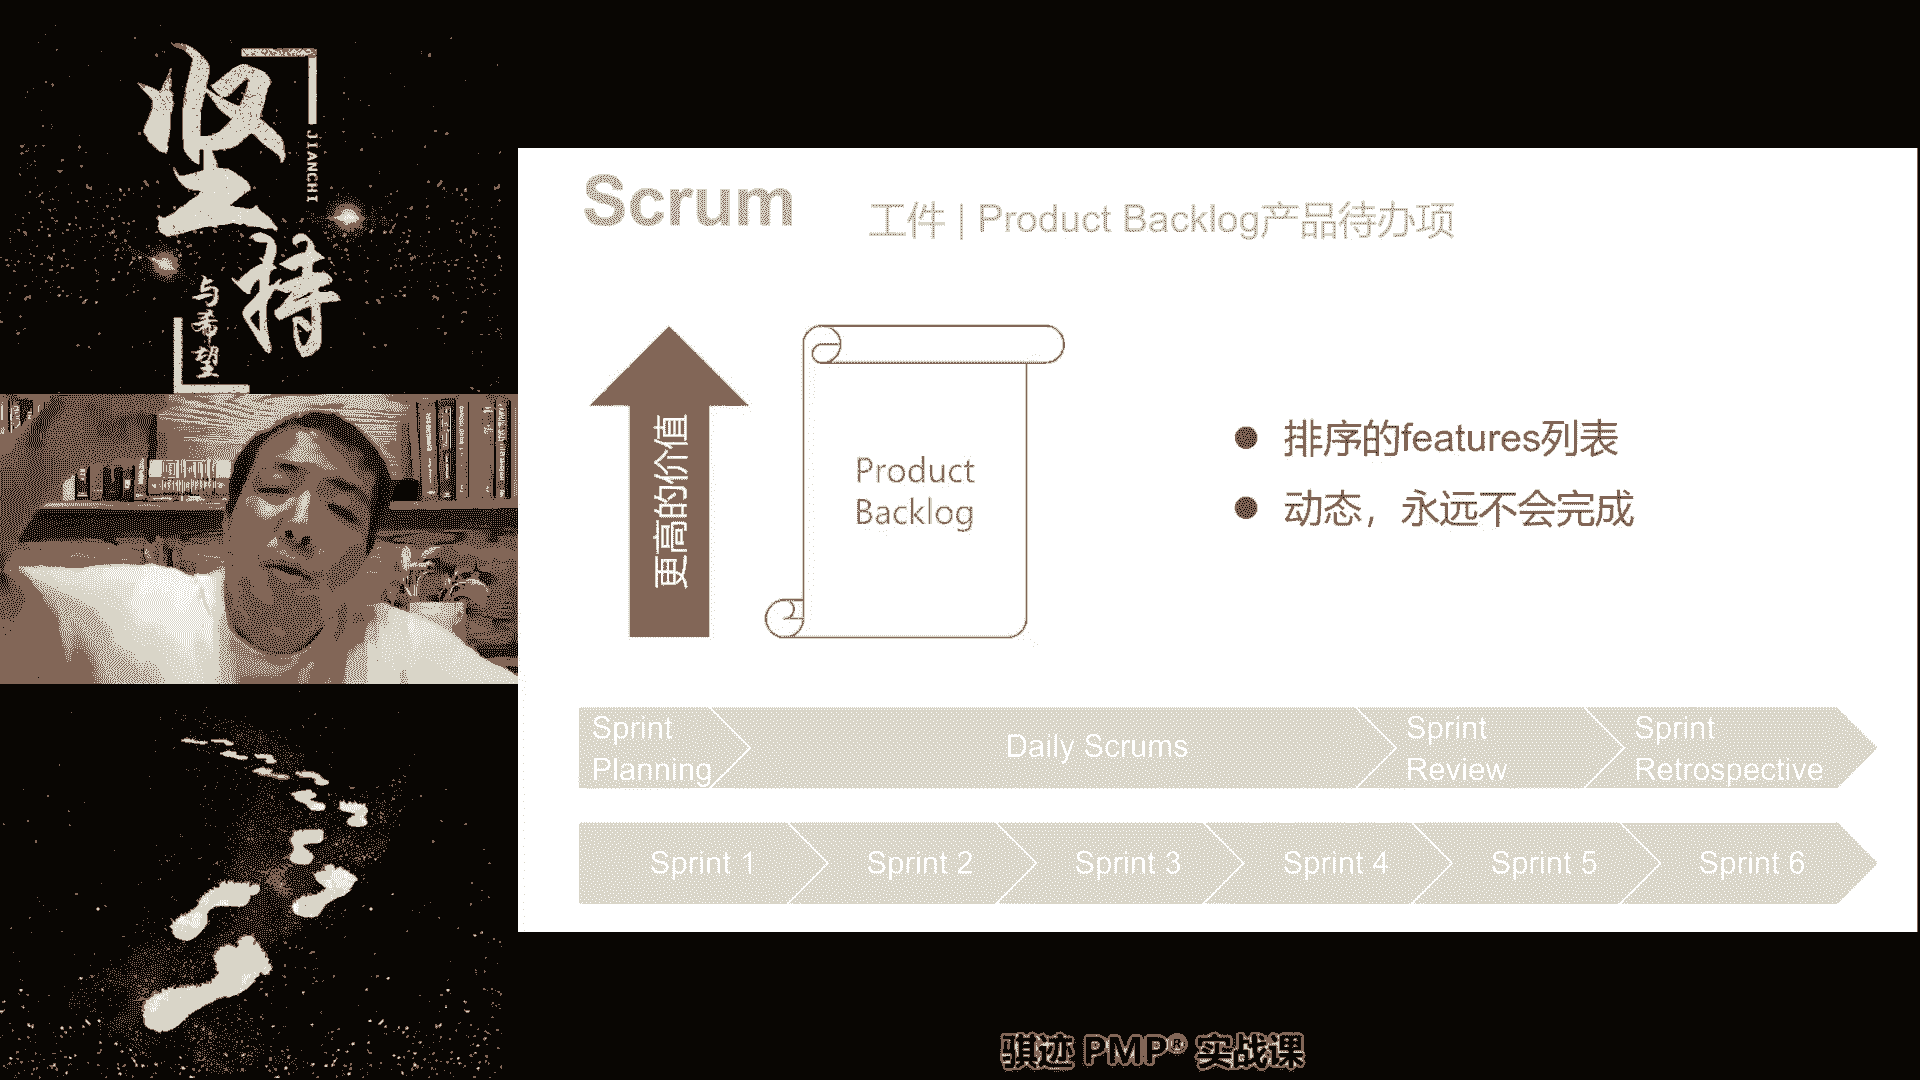 坚持
JIANCHI
与希望
Scrum
工件 | Product Backlog产品待办项
更高的价值
Product
Backlog
排序的features列表
动态，永远不会完成
Sprint
Planning
Daily Scrums
Sprint
Review
Sprint
Retrospective
Sprint 1
Sprint 2
Sprint 3
Sprint 4
Sprint 5
Sprint 6
骐迹 PMP® 实战课